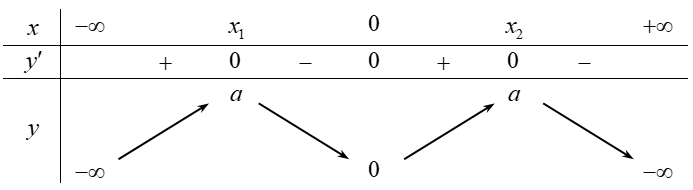 x −∞ x₁ 0 x₂ +∞
y′ + 0 − 0 + 0 −
a a
y
−∞ 0 −∞